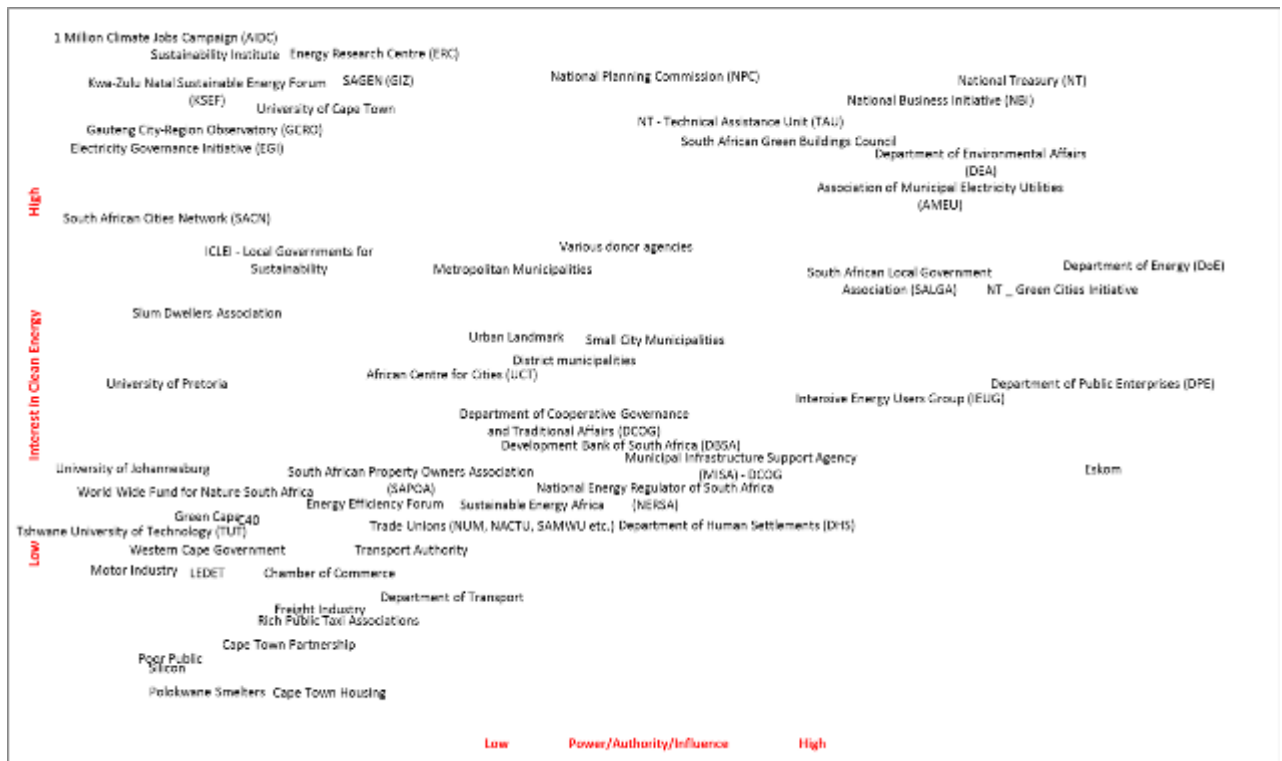 1 Million Climate Jobs Campaign (AIDC)
Sustainability Institute
Energy Research Centre (ERC)
National Planning Commission (NPC)
National Treasury (NT)
Kwa-Zulu Natal Sustainable Energy Forum
(KSEF)
SAGEN (GIZ)
National Business Initiative (NBI)
University of Cape Town
NT - Technical Assistance Unit (TAU)
Gauteng City-Region Observatory (GCRO)
South African Green Buildings Council
Electricity Governance Initiative (EGI)
Department of Environmental Affairs
(DEA)
Association of Municipal Electricity Utilities
(AMEU)
High
South African Cities Network (SACN)
ICLEI - Local Governments for
Sustainability
Various donor agencies
Metropolitan Municipalities
South African Local Government
Association (SALGA)
Department of Energy (DoE)
NT _ Green Cities Initiative
Slum Dwellers Association
Urban Landmark
Small City Municipalities
District municipalities
African Centre for Cities (UCT)
University of Pretoria
Department of Public Enterprises (DPE)
Intensive Energy Users Group (IEUG)
Interest in Clean Energy
Department of Cooperative Governance
and Traditional Affairs (DCOG)
Development Bank of South Africa (DBSA)
Municipal Infrastructure Support Agency
(MISA) - DCOG
University of Johannesburg
South African Property Owners Association
(SAPOA)
Eskom
World Wide Fund for Nature South Africa
National Energy Regulator of South Africa
(NERSA)
Energy Efficiency Forum
Sustainable Energy Africa
Green Cape
C40
Tshwane University of Technology (TUT)
Trade Unions (NUM, NACTU, SAMWU etc.)
Department of Human Settlements (DHS)
Low
Western Cape Government
Transport Authority
Motor Industry
LEDET
Chamber of Commerce
Department of Transport
Freight Industry
Rich Public Taxi Associations
Cape Town Partnership
Poor Public
Silicon
Polokwane Smelters
Cape Town Housing
Low
Power/Authority/Influence
High